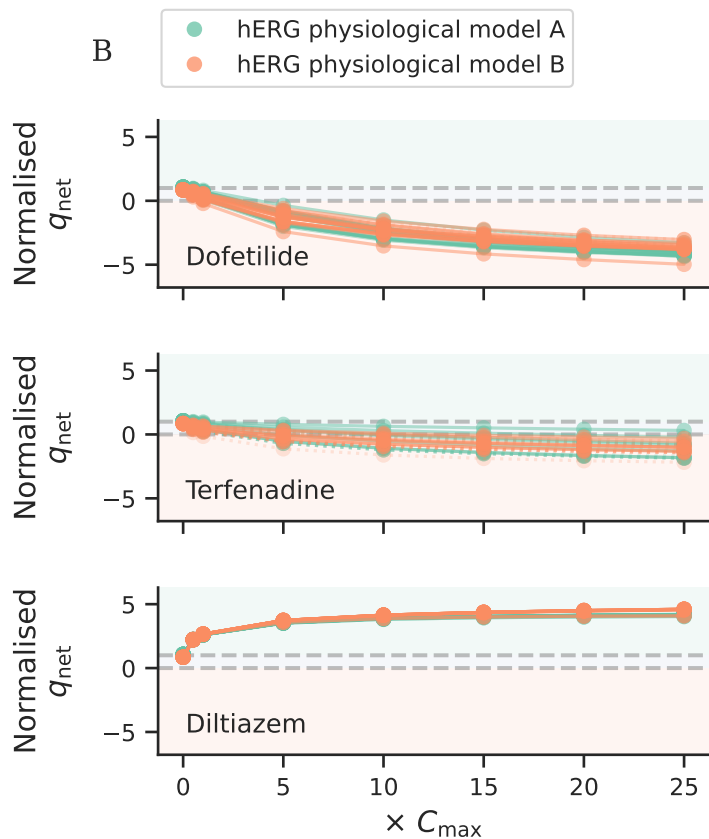 B
hERG physiological model A
hERG physiological model B
Normalised
qnet
5
0
−5
Dofetilide
Normalised
qnet
5
0
−5
Terfenadine
Normalised
qnet
5
0
−5
Diltiazem
0 5 10 15 20 25
× Cmax